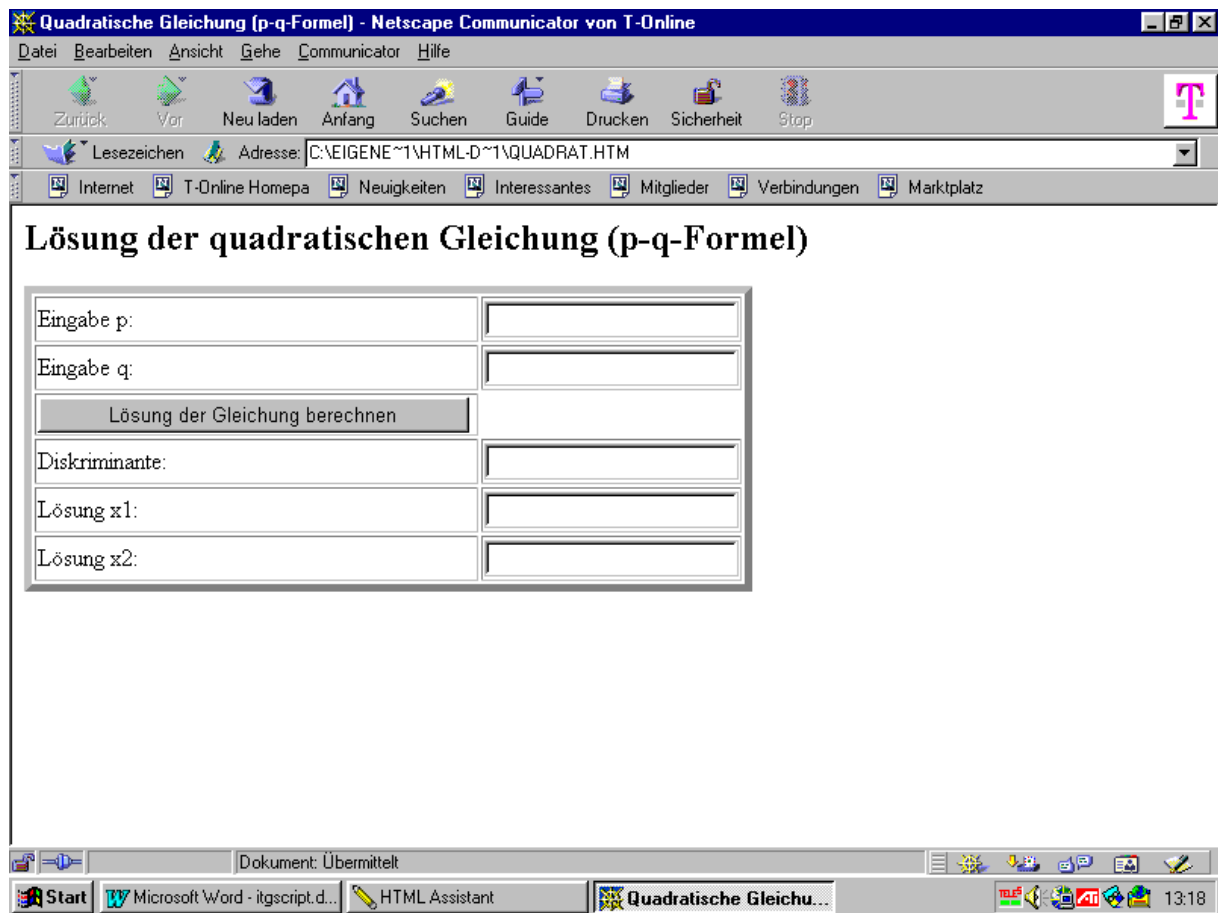 Quadratische Gleichung (p-q-Formel) - Netscape Communicator von T-Online
Datei Bearbeiten Ansicht Gehe Communicator Hilfe
Zurück Vor Neu laden Anfang Suchen Guide Drucken Sicherheit Stop
T
Lesezeichen Adresse: C:\EIGENE~1\HTML-D~1\QUADRAT.HTM
Internet T-Online Homepa Neuigkeiten Interessantes Mitglieder Verbindungen Marktplatz
Lösung der quadratischen Gleichung (p-q-Formel)
Eingabe p:
Eingabe q:
Lösung der Gleichung berechnen
Diskriminante:
Lösung x1:
Lösung x2:
Dokument: Übermittelt
Start Microsoft Word - itgscript.d... HTML Assistant Quadratische Gleichu... 13:18